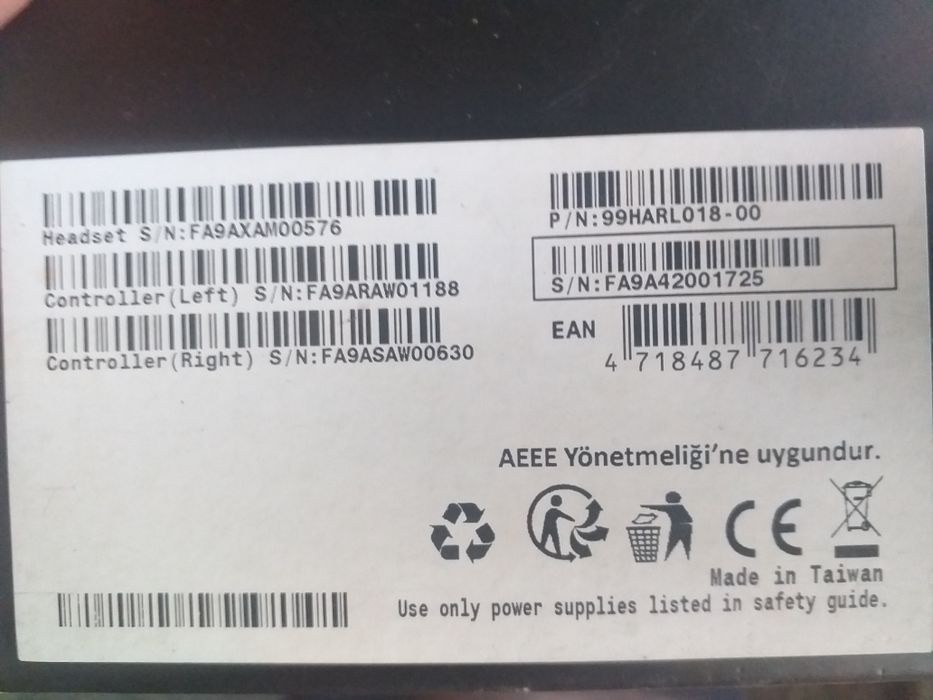 Headset S/N:FA9AXAM00576
Controller(Left) S/N:FA9ARAW01188
Controller(Right) S/N:FA9ASAW00630
P/N:99HARL018-00
S/N:FA9A42001725
EAN
4 718487 716234
AEEE Yönetmeliği'ne uygundur.
CE
Made in Taiwan
Use only power supplies listed in safety guide.